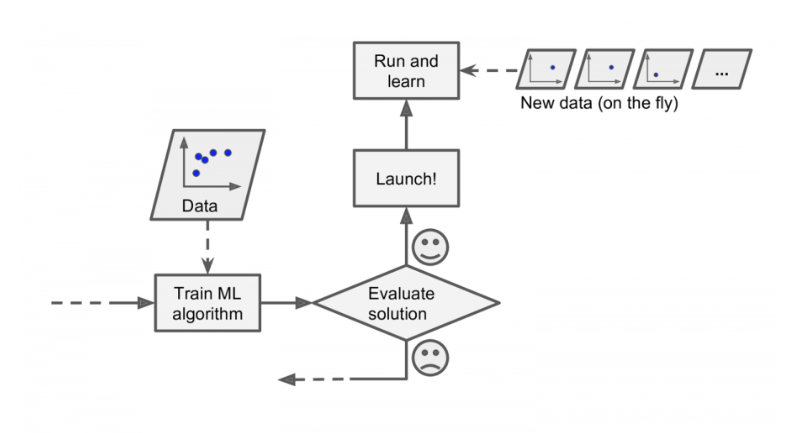 Run and
learn
...
New data (on the fly)
Launch!
Data
Train ML
algorithm
Evaluate
solution